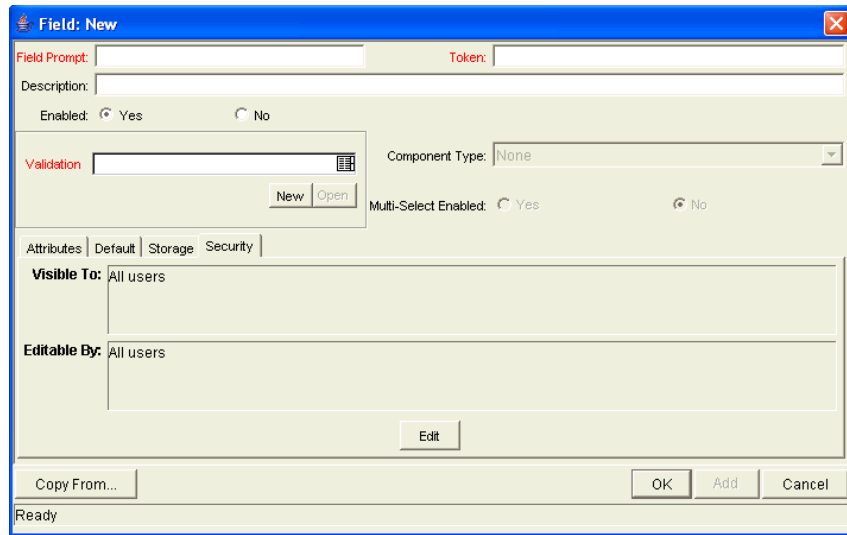 Field: New
Field Prompt: Token:
Description:
Enabled: Yes No
Validation
Component Type: None
New Open
Multi-Select Enabled: Yes No
Attributes Default Storage Security
Visible To: All users
Editable By: All users
Edit
Copy From... OK Add Cancel
Ready